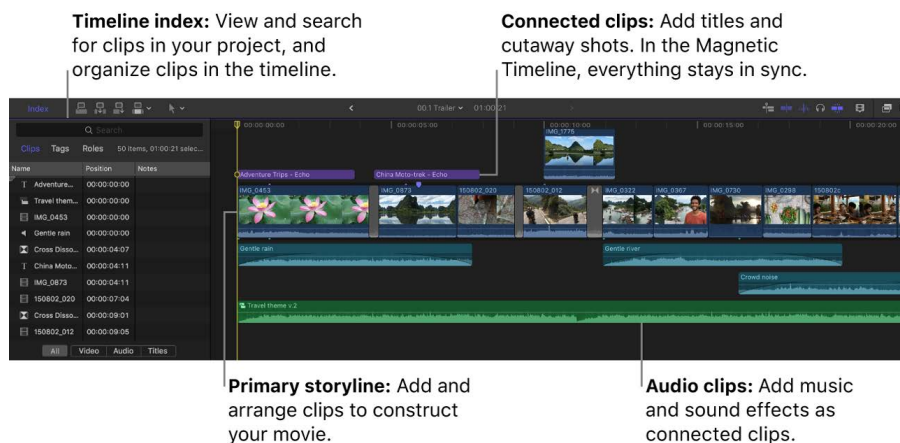 Timeline index: View and search
for clips in your project, and
organize clips in the timeline.
Connected clips: Add titles and
cutaway shots. In the Magnetic
Timeline, everything stays in sync.
Index
00.1 Trailer
01:00:21
Search
Clips Tags Roles 50 items, 01:00:21 selec...
Name Position Notes
Adventure... 00:00:00:00
Travel them... 00:00:00:00
IMG_0453 00:00:00:00
Gentle rain 00:00:00:00
Cross Disso... 00:00:04:07
China Moto... 00:00:04:11
IMG_0873 00:00:04:11
150802_020 00:00:07:04
Cross Disso... 00:00:09:01
150802_012 00:00:09:05
All Video Audio Titles
00:00:00:00 00:00:05:00 00:00:10:00 00:00:15:00 00:00:20:00
IMG_1775
Adventure Trips - Echo China Moto-trek - Echo
IMG_0453 IMG_0873 150802_020 150802_012 IMG_0322 IMG_0967 IMG_0730 IMG_0298 150802c
Gentle rain Gentle river
Crowd noise
Travel theme v.2
Primary storyline: Add and
arrange clips to construct
your movie.
Audio clips: Add music
and sound effects as
connected clips.